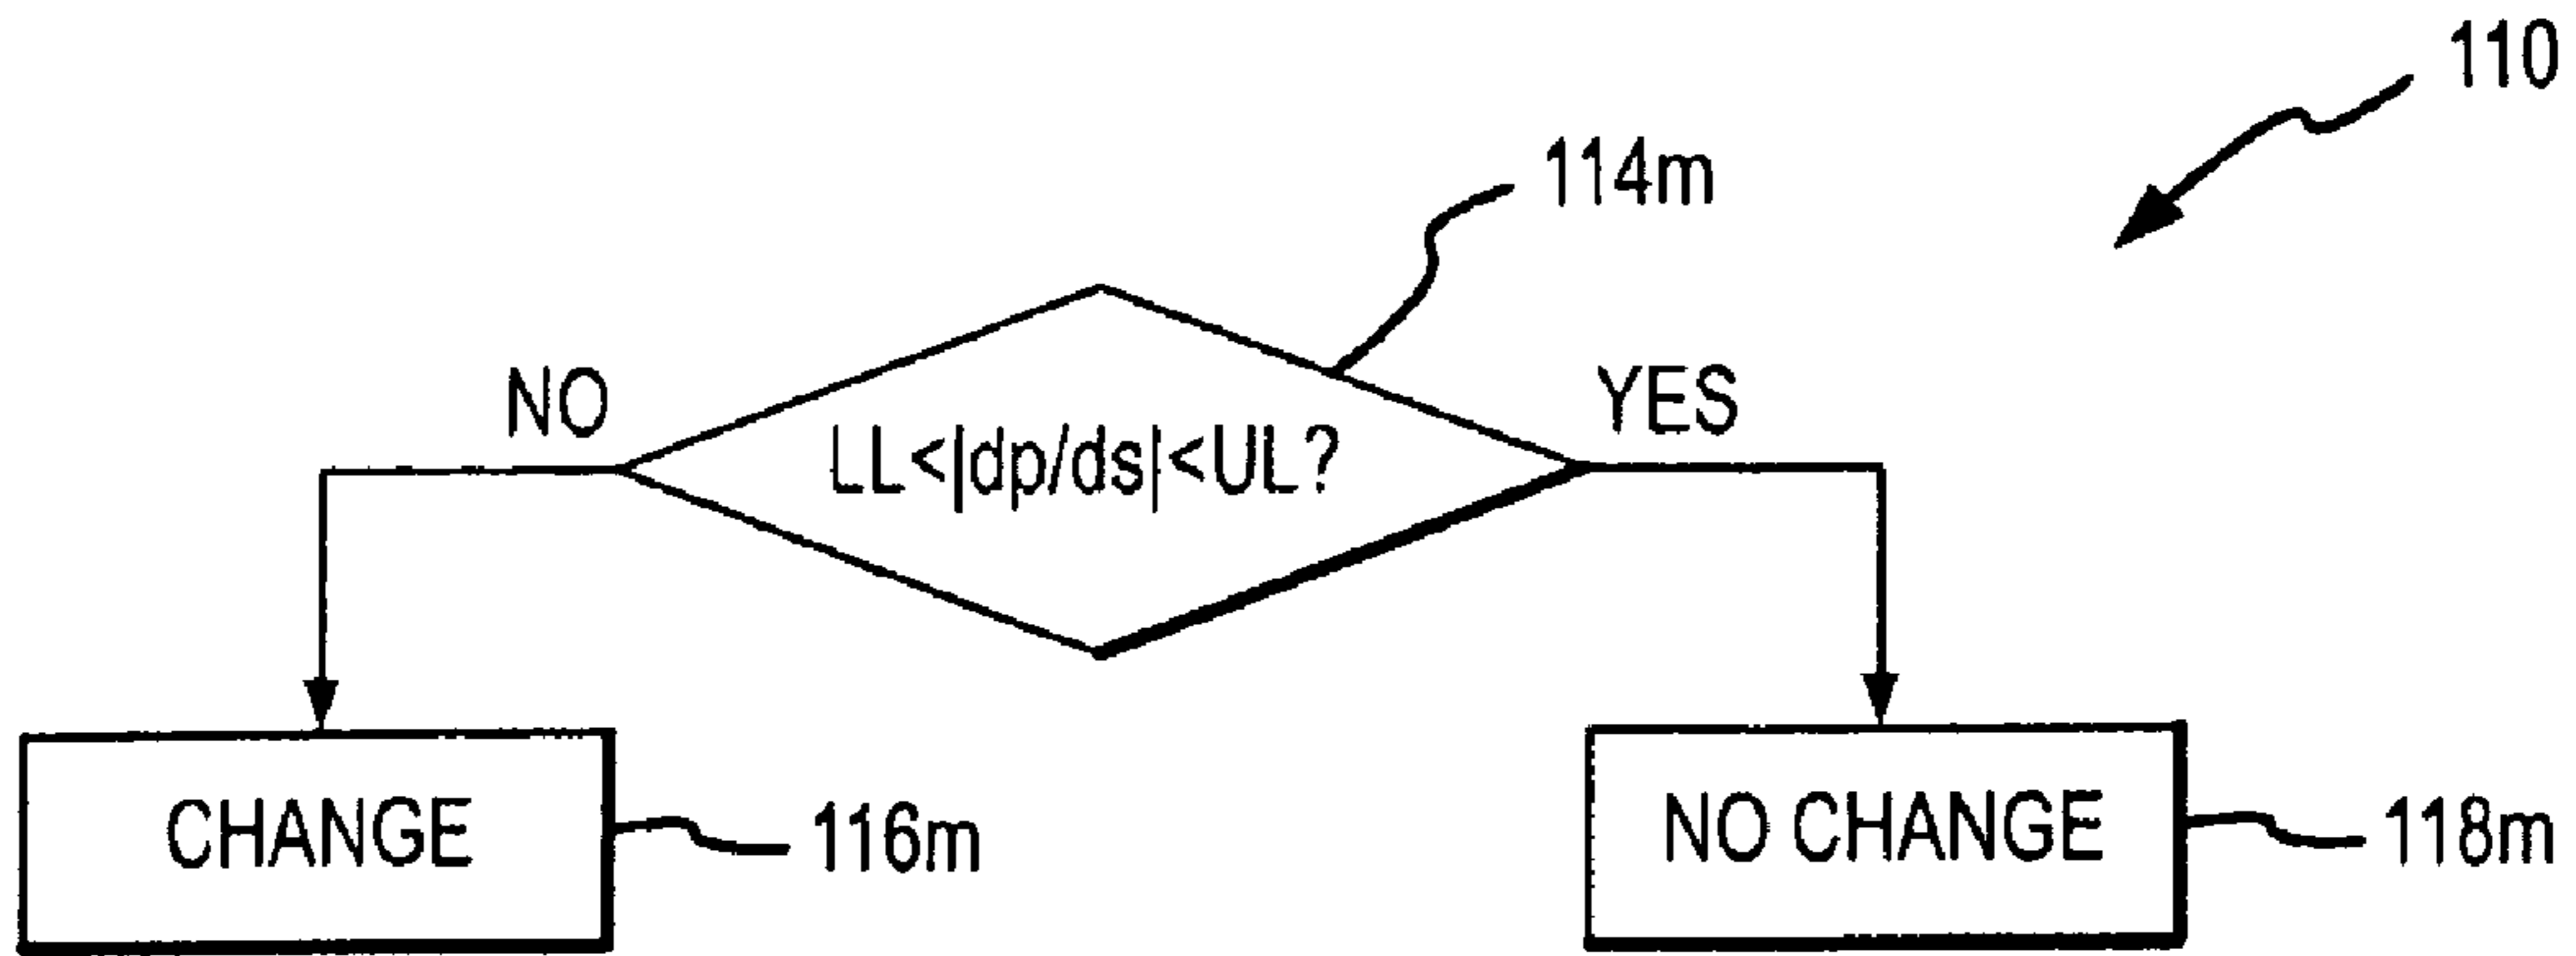 110
114m
NO
YES
LL<|dp/ds|<UL?
CHANGE
116m
NO CHANGE
118m